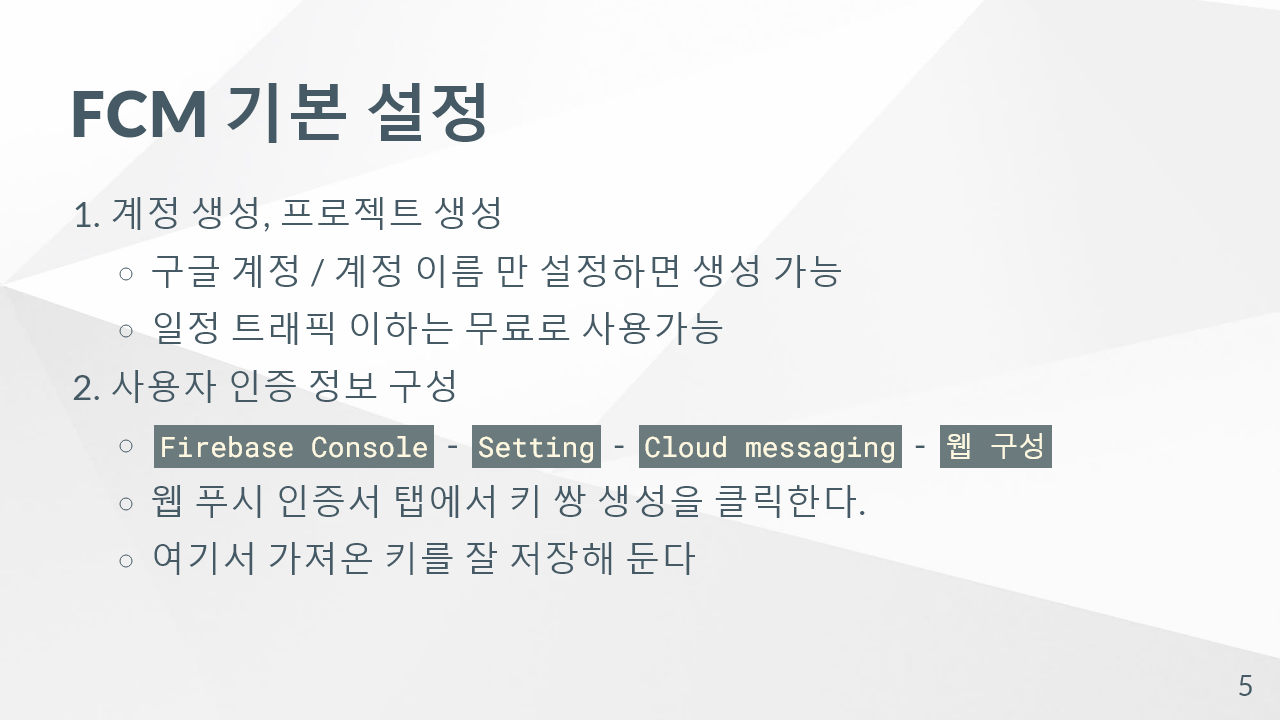 FCM 기본 설정
1. 계정 생성, 프로젝트 생성
○ 구글 계정 / 계정 이름 만 설정하면 생성 가능
○ 일정 트래픽 이하는 무료로 사용가능
2. 사용자 인증 정보 구성
○ Firebase Console - Setting - Cloud messaging - 웹 구성
○ 웹 푸시 인증서 탭에서 키 쌍 생성을 클릭한다.
○ 여기서 가져온 키를 잘 저장해 둔다
5